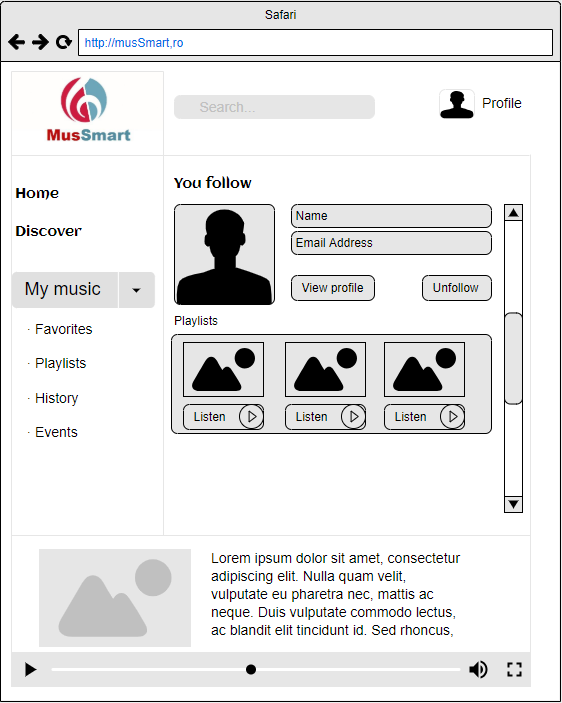 Safari
http://musSmart,ro
MusSmart
Search...
Profile
Home
Discover
My music
· Favorites
· Playlists
· History
· Events
You follow
Name
Email Address
View profile
Unfollow
Playlists
Listen
Listen
Listen
Lorem ipsum dolor sit amet, consectetur
adipiscing elit. Nulla quam velit,
vulputate eu pharetra nec, mattis ac
neque. Duis vulputate commodo lectus,
ac blandit elit tincidunt id. Sed rhoncus,